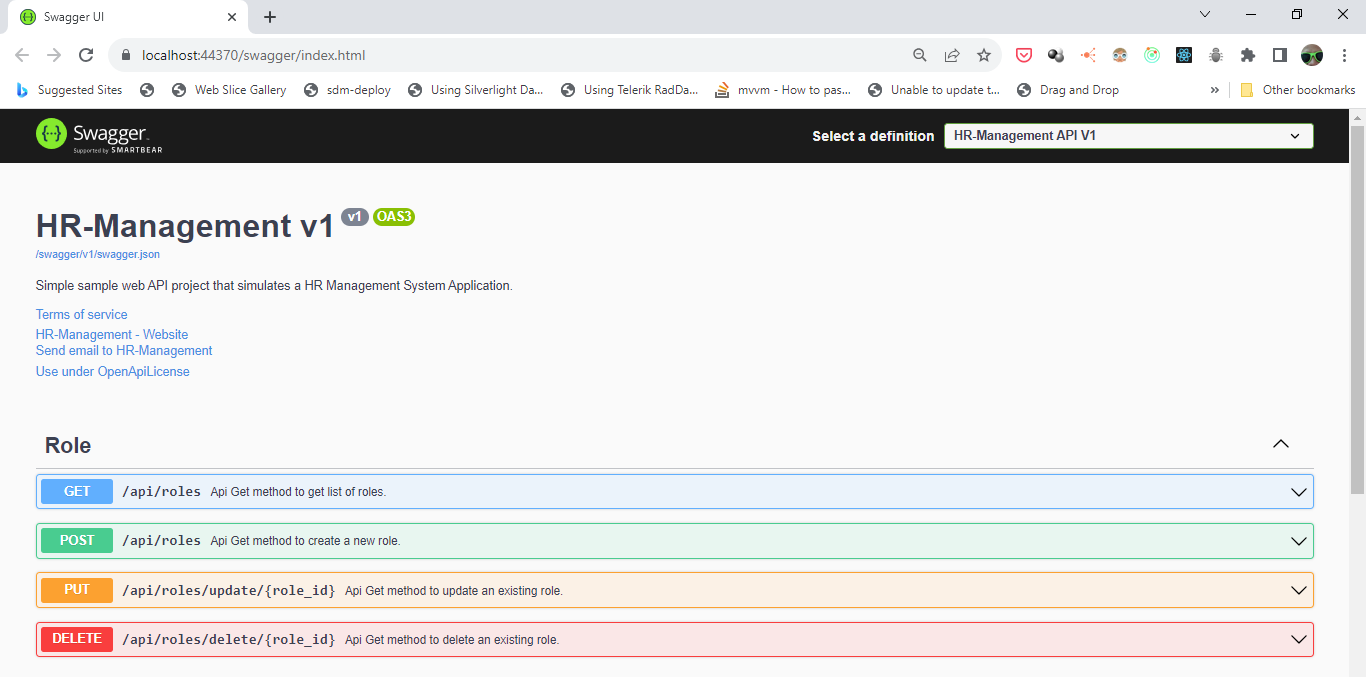 Swagger UI
localhost:44370/swagger/index.html
Suggested Sites Web Slice Gallery sdm-deploy Using Silverlight Da... Using Telerik RadDa... mvvm - How to pas... Unable to update t... Drag and Drop » Other bookmarks
{···} Swagger Select a definition HR-Management API V1
Supported by SMARTBEAR
HR-Management v1 v1 OAS3
/swagger/v1/swagger.json
Simple sample web API project that simulates a HR Management System Application.
Terms of service
HR-Management - Website
Send email to HR-Management
Use under OpenApiLicense
Role
GET /api/roles Api Get method to get list of roles.
POST /api/roles Api Get method to create a new role.
PUT /api/roles/update/{role_id} Api Get method to update an existing role.
DELETE /api/roles/delete/{role_id} Api Get method to delete an existing role.